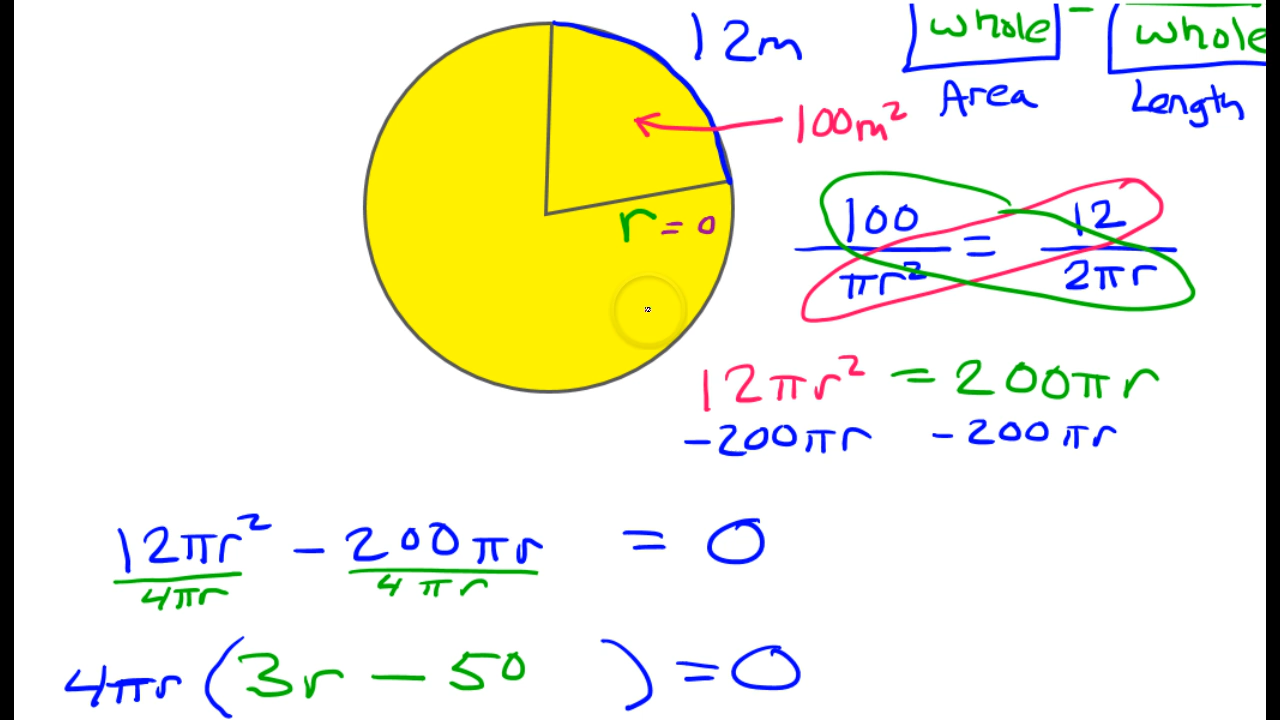 12m
whole = whole
Area Length
100m²
r = 0
100/πr² = 12/2πr
12πr² = 200πr
-200πr -200πr
12πr² - 200πr = 0
4πr 4πr
4πr (3r - 50) = 0